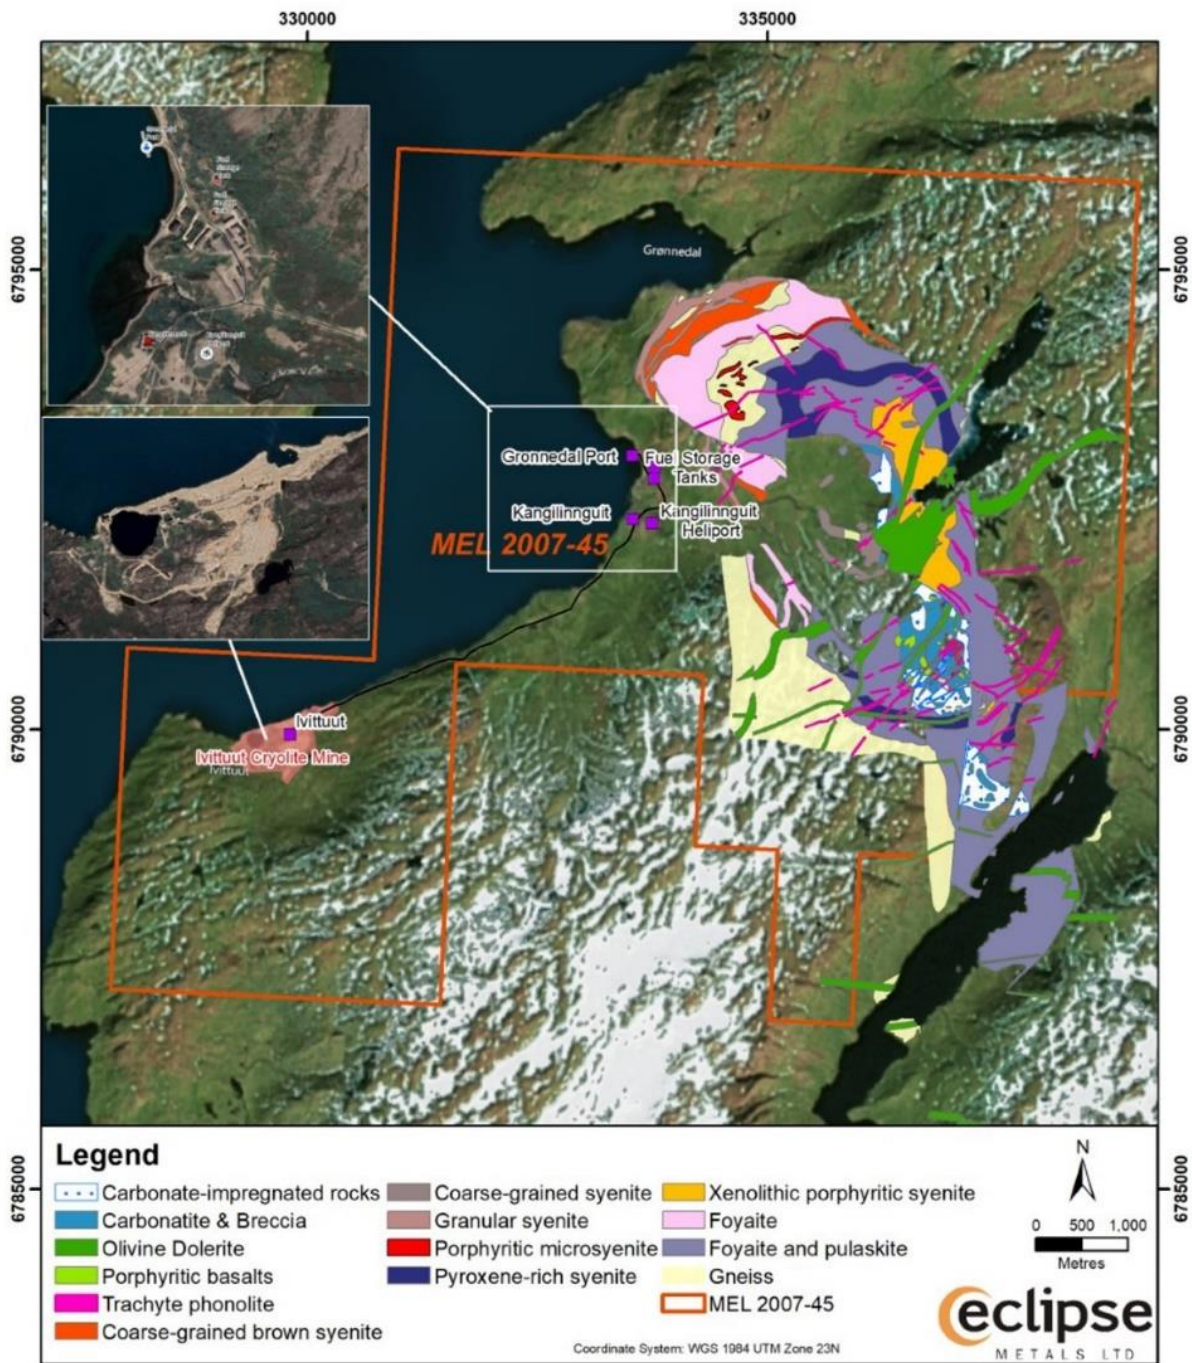 330000
335000
6795000
6795000
Grønnedal
Gronnedal Port
Fuel Storage
Tanks
Kangilinnguit
Kangilinnguit
Heliport
MEL 2007-45
6790000
6790000
Ivittuut
Ivittuut Cryolite Mine
Ivittuut
6785000
6785000
Legend
Carbonate-impregnated rocks
Carbonatite & Breccia
Olivine Dolerite
Porphyritic basalts
Trachyte phonolite
Coarse-grained brown syenite
Coarse-grained syenite
Granular syenite
Porphyritic microsyenite
Pyroxene-rich syenite
Xenolithic porphyritic syenite
Foyaite
Foyaite and pulaskite
Gneiss
MEL 2007-45
N
0 500 1,000
Metres
Coordinate System: WGS 1984 UTM Zone 23N
eclipse
METALS LTD